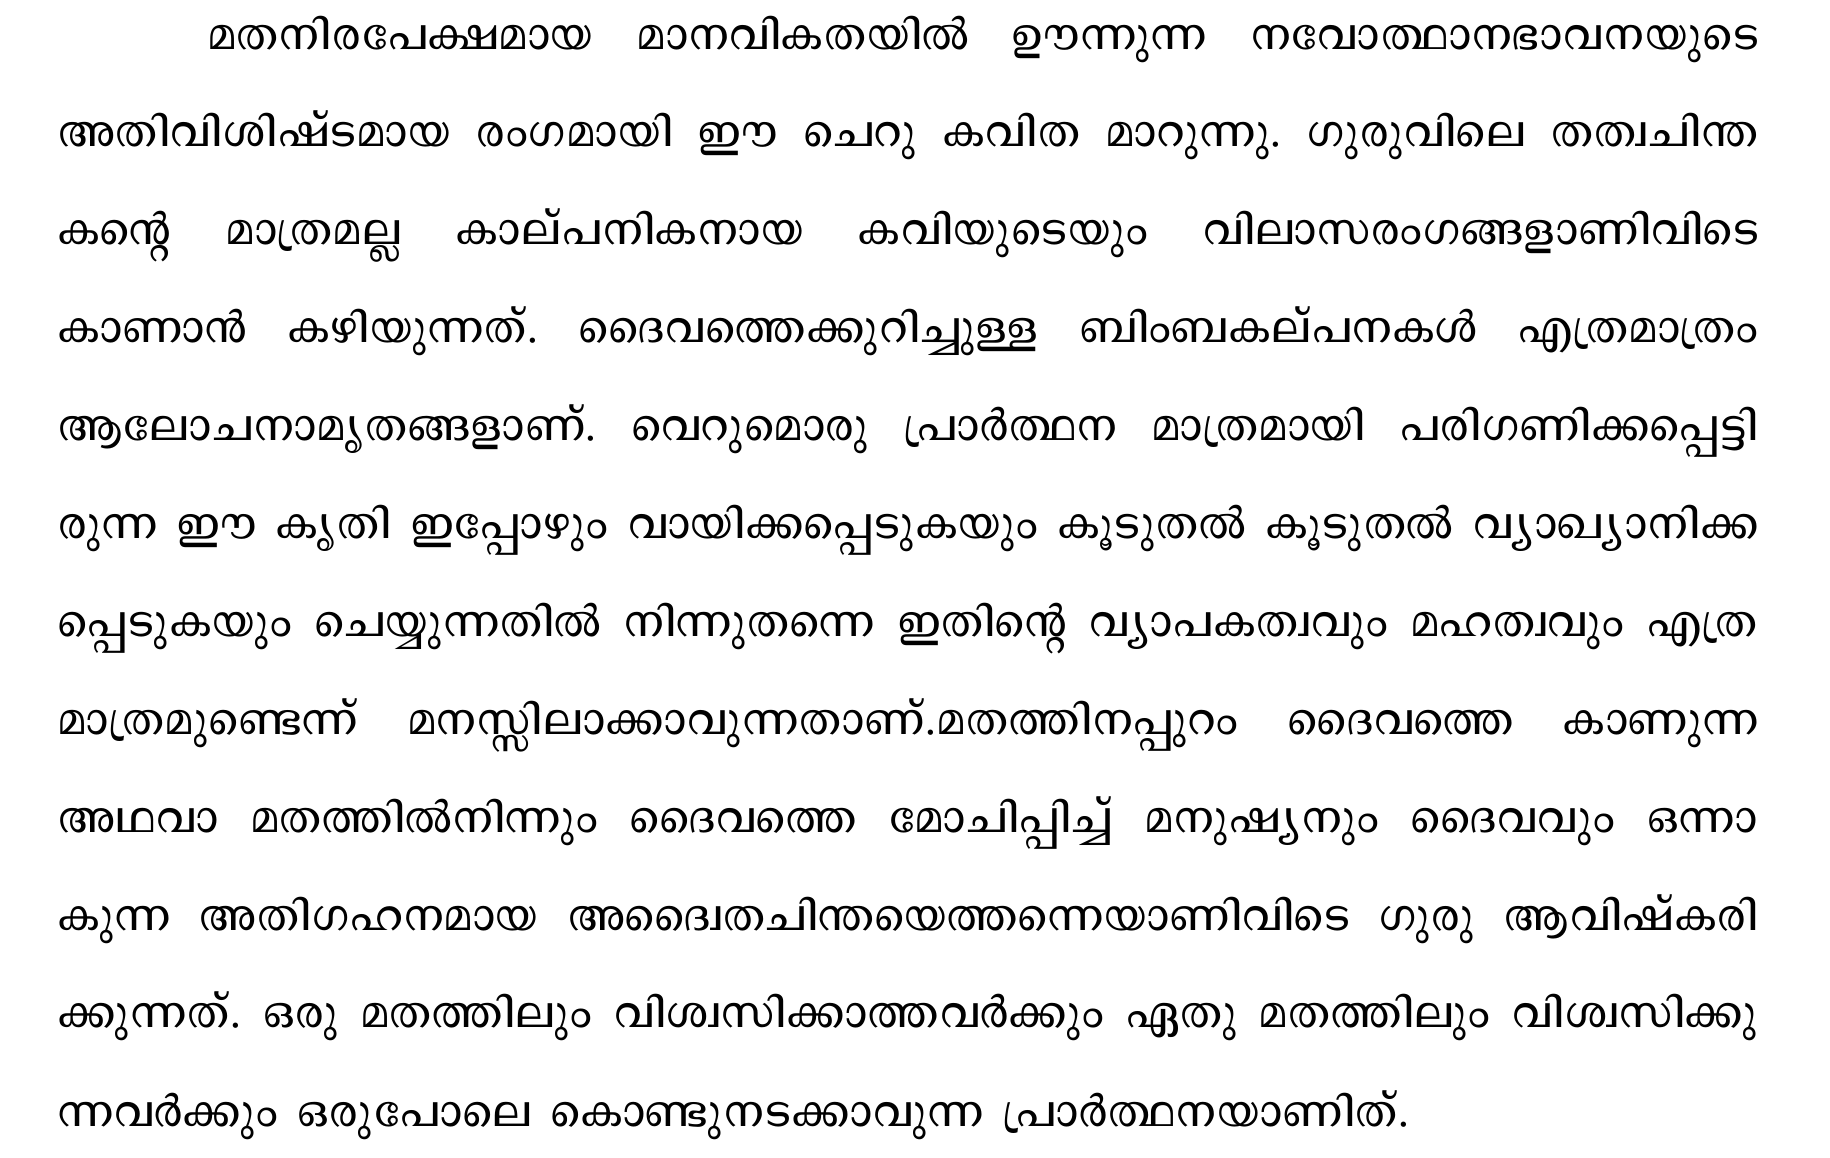 മതനിരപേക്ഷമായ മാനവികതയിൽ ഊന്നുന്ന നവോത്ഥാനഭാവനയുടെ
അതിവിശിഷ്ടമായ രംഗമായി ഈ ചെറു കവിത മാറുന്നു. ഗുരുവിലെ തത്വചിന്ത
കന്റെ മാത്രമല്ല കാല്പനികനായ കവിയുടെയും വിലാസരംഗങ്ങളാണിവിടെ
കാണാൻ കഴിയുന്നത്. ദൈവത്തെക്കുറിച്ചുള്ള ബിംബകല്പനകൾ എത്രമാത്രം
ആലോചനാമൃതങ്ങളാണ്. വെറുമൊരു പ്രാർത്ഥന മാത്രമായി പരിഗണിക്കപ്പെട്ടി
രുന്ന ഈ കൃതി ഇപ്പോഴും വായിക്കപ്പെടുകയും കൂടുതൽ കൂടുതൽ വ്യാഖ്യാനിക്ക
പ്പെടുകയും ചെയ്യുന്നതിൽ നിന്നുതന്നെ ഇതിന്റെ വ്യാപകത്വവും മഹത്വവും എത്ര
മാത്രമുണ്ടെന്ന് മനസ്സിലാക്കാവുന്നതാണ്.മതത്തിനപ്പുറം ദൈവത്തെ കാണുന്ന
അഥവാ മതത്തിൽനിന്നും ദൈവത്തെ മോചിപ്പിച്ച് മനുഷ്യനും ദൈവവും ഒന്നാ
കുന്ന അതിഗഹനമായ അദ്വൈതചിന്തയെത്തന്നെയാണിവിടെ ഗുരു ആവിഷ്കരി
ക്കുന്നത്. ഒരു മതത്തിലും വിശ്വസിക്കാത്തവർക്കും ഏതു മതത്തിലും വിശ്വസിക്കു
ന്നവർക്കും ഒരുപോലെ കൊണ്ടുനടക്കാവുന്ന പ്രാർത്ഥനയാണിത്.